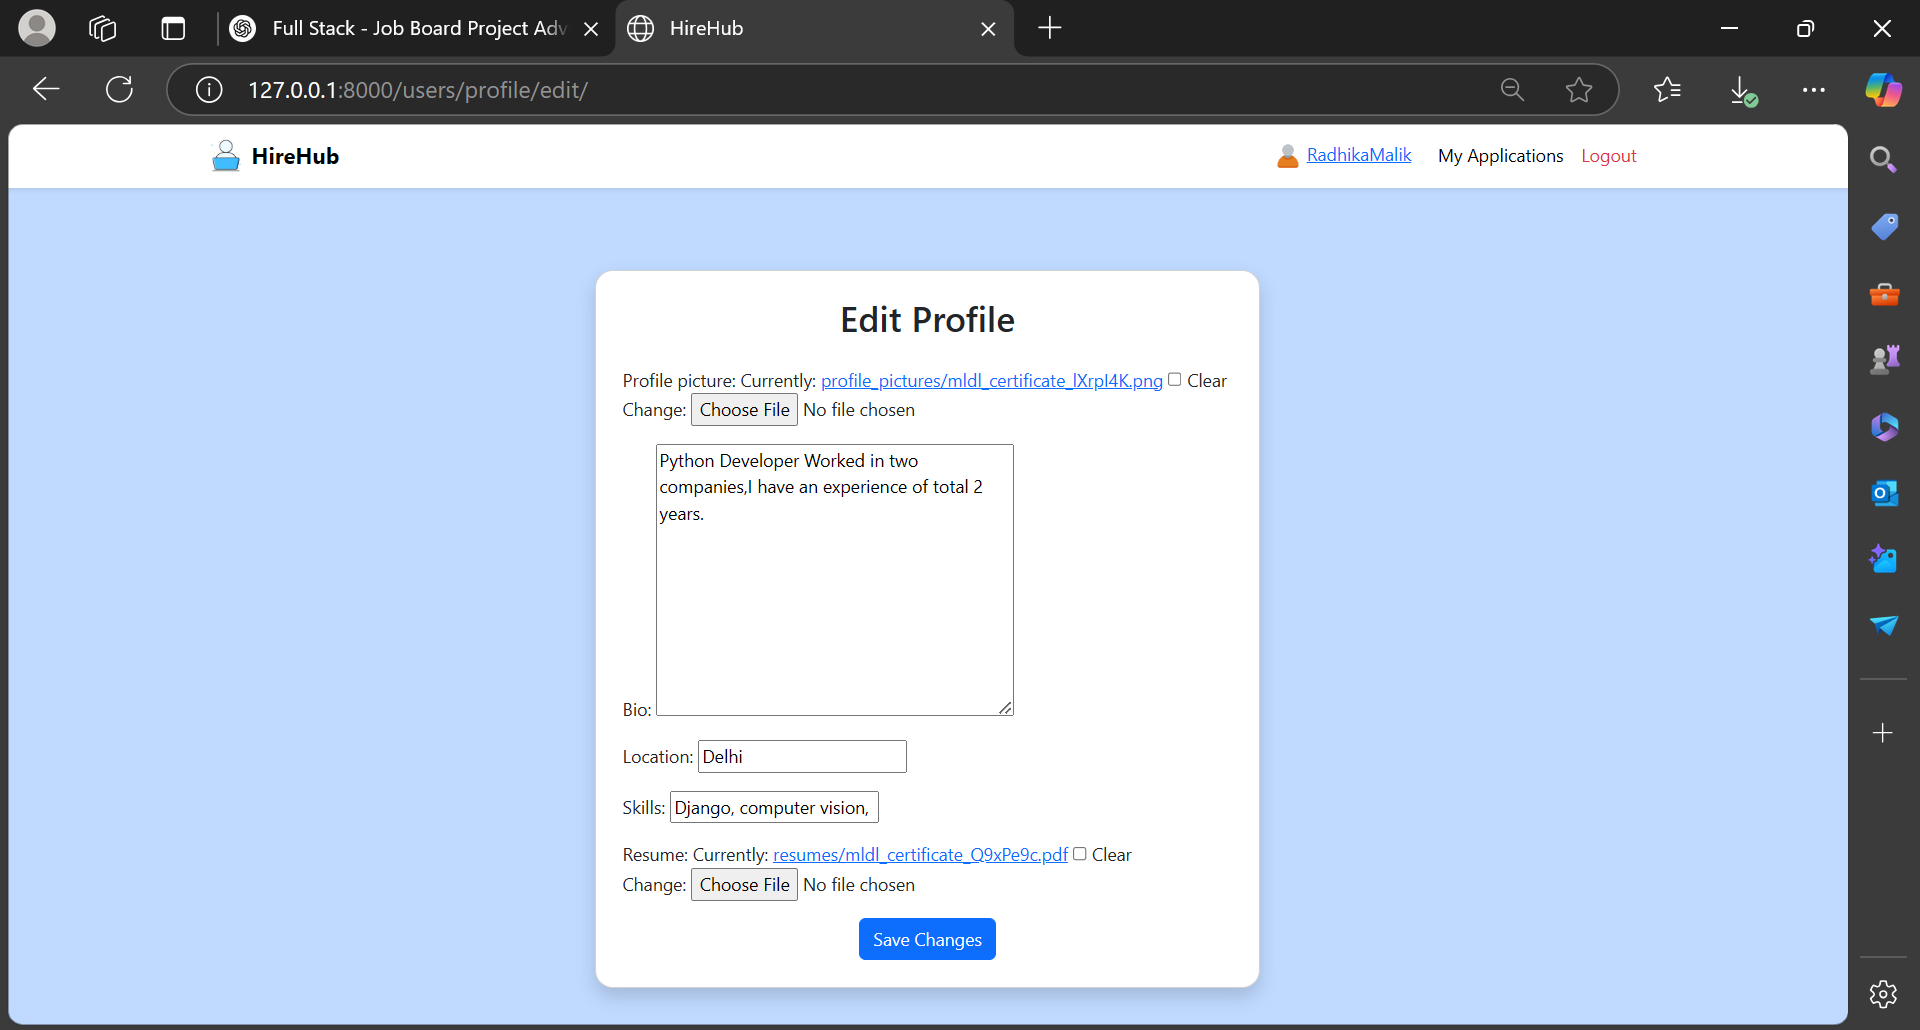 Full Stack - Job Board Project Adv
HireHub
127.0.0.1:8000/users/profile/edit/
HireHub
RadhikaMalik My Applications Logout
Edit Profile
Profile picture: Currently: profile_pictures/mldl_certificate_lXrpI4K.png Clear
Change: Choose File No file chosen
Python Developer Worked in two
companies,I have an experience of total 2
years.
Bio:
Location: Delhi
Skills: Django, computer vision,
Resume: Currently: resumes/mldl_certificate_Q9xPe9c.pdf Clear
Change: Choose File No file chosen
Save Changes